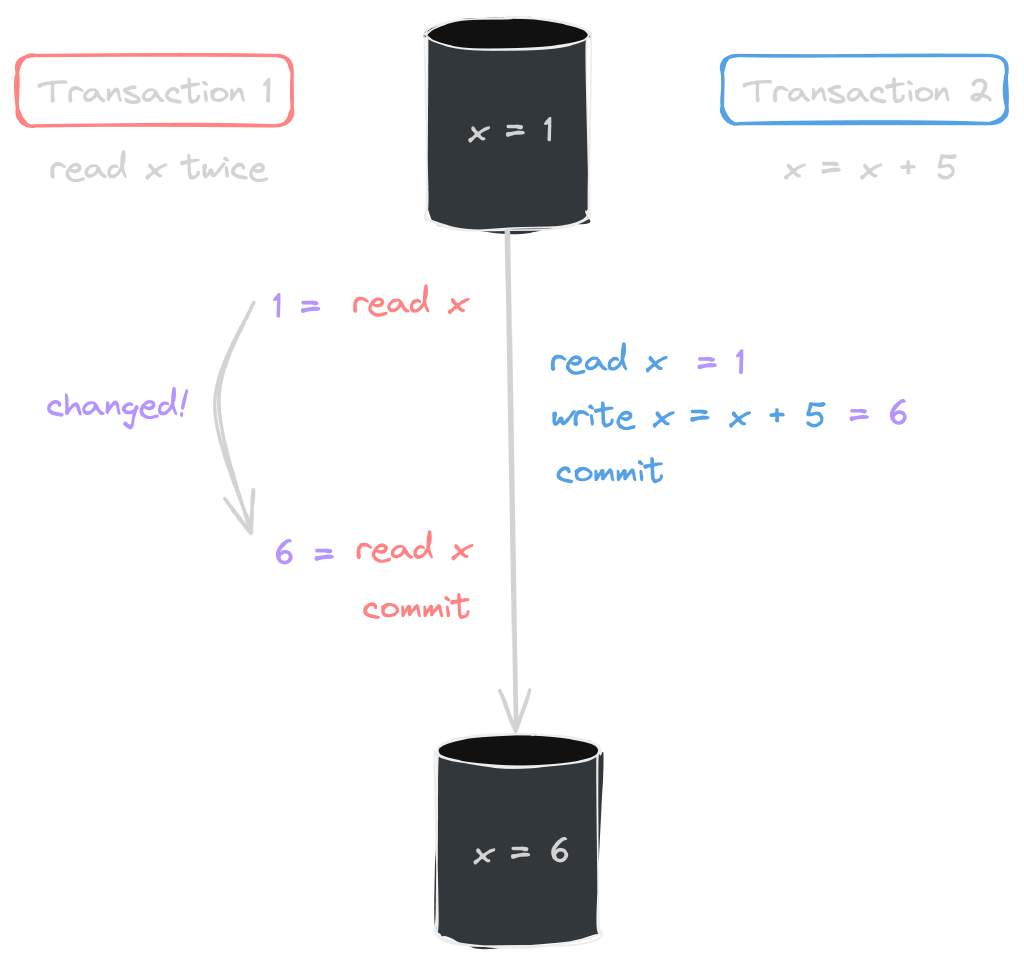 Transaction 1
read x twice
x = 1
Transaction 2
x = x + 5
1 = read x
read x = 1
changed!
write x = x + 5 = 6
commit
6 = read x
commit
x = 6